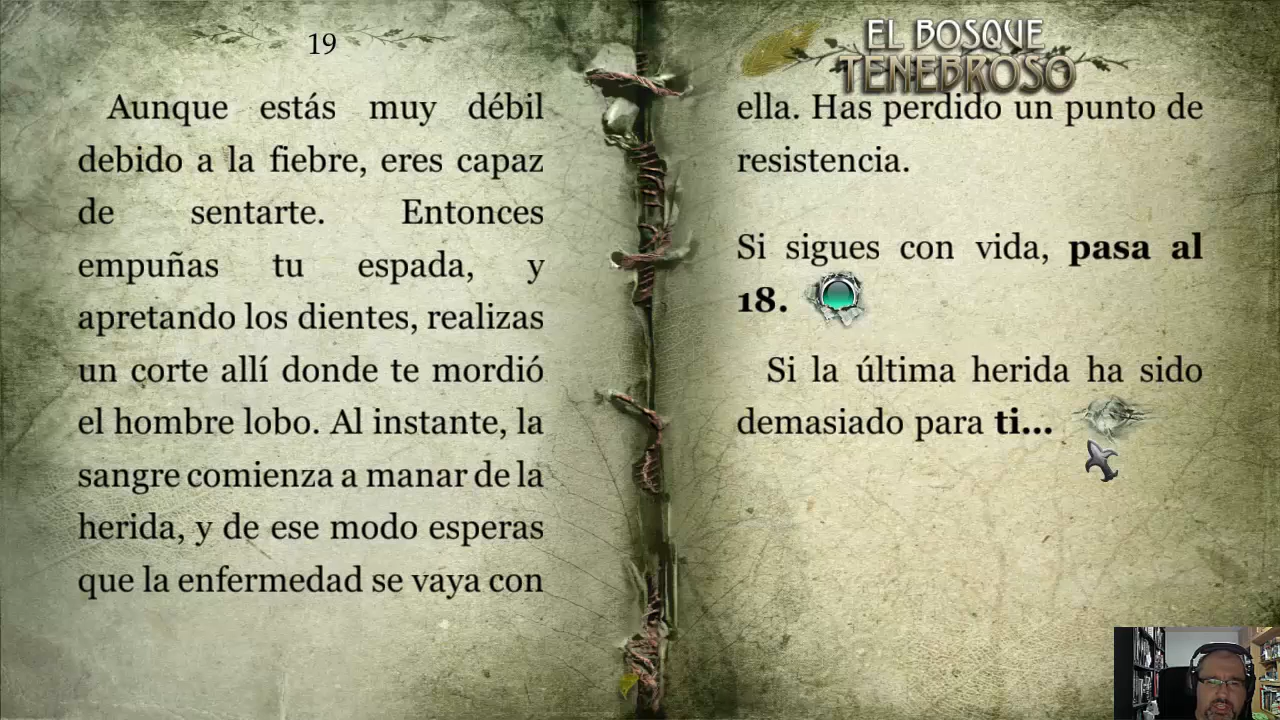 19
Aunque estás muy débil
debido a la fiebre, eres capaz
de sentarte. Entonces
empuñas tu espada, y
apretando los dientes, realizas
un corte allí donde te mordió
el hombre lobo. Al instante, la
sangre comienza a manar de la
herida, y de ese modo esperas
que la enfermedad se vaya con
EL BOSQUE
TENEBROSO
ella. Has perdido un punto de
resistencia.
Si sigues con vida, pasa al
18.
Si la última herida ha sido
demasiado para ti...